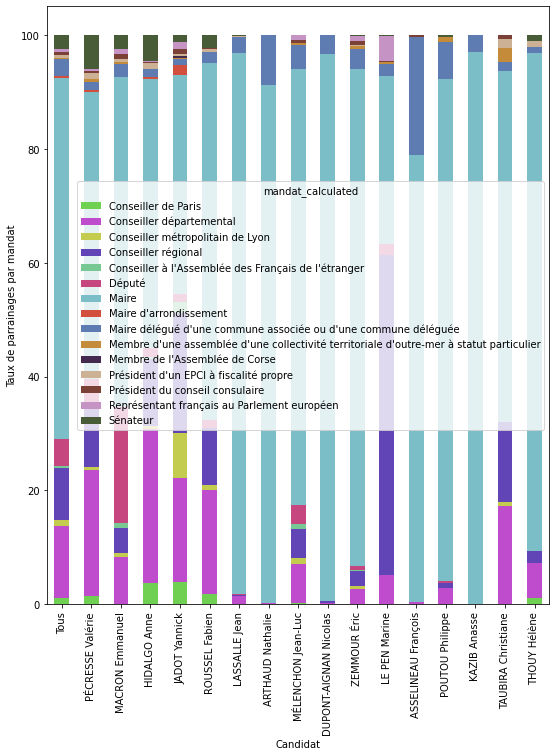 100
80
60
40
20
0
Taux de parrainages par mandat
mandat_calculated
Conseiller de Paris
Conseiller départemental
Conseiller métropolitain de Lyon
Conseiller régional
Conseiller à l'Assemblée des Français de l'étranger
Député
Maire
Maire d'arrondissement
Maire délégué d'une commune associée ou d'une commune déléguée
Membre d'une assemblée d'une collectivité territoriale d'outre-mer à statut particulier
Membre de l'Assemblée de Corse
Président d'un EPCI à fiscalité propre
Président du conseil consulaire
Représentant français au Parlement européen
Sénateur
Tous
PÉCRESSE Valérie
MACRON Emmanuel
HIDALGO Anne
JADOT Yannick
ROUSSEL Fabien
LASSALLE Jean
ARTHAUD Nathalie
MÉLENCHON Jean-Luc
DUPONT-AIGNAN Nicolas
ZEMMOUR Éric
LE PEN Marine
ASSELINEAU François
POUTOU Philippe
KAZIB Anasse
TAUBIRA Christiane
THOUY Hélène
Candidat